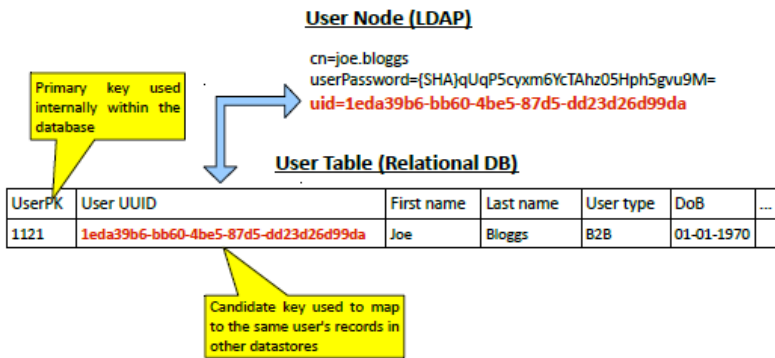 User Node (LDAP)
cn=joe.bloggs
userPassword={SHA}qUqP5cyxm6YcTAhz05Hph5gvu9M=
uid=1eda39b6-bb60-4be5-87d5-dd23d26d99da
Primary key used
internally within the
database
User Table (Relational DB)
UserPK User UUID First name Last name User type DoB ...
1121 1eda39b6-bb60-4be5-87d5-dd23d26d99da Joe Bloggs B2B 01-01-1970
Candidate key used to map
to the same user's records in
other datastores